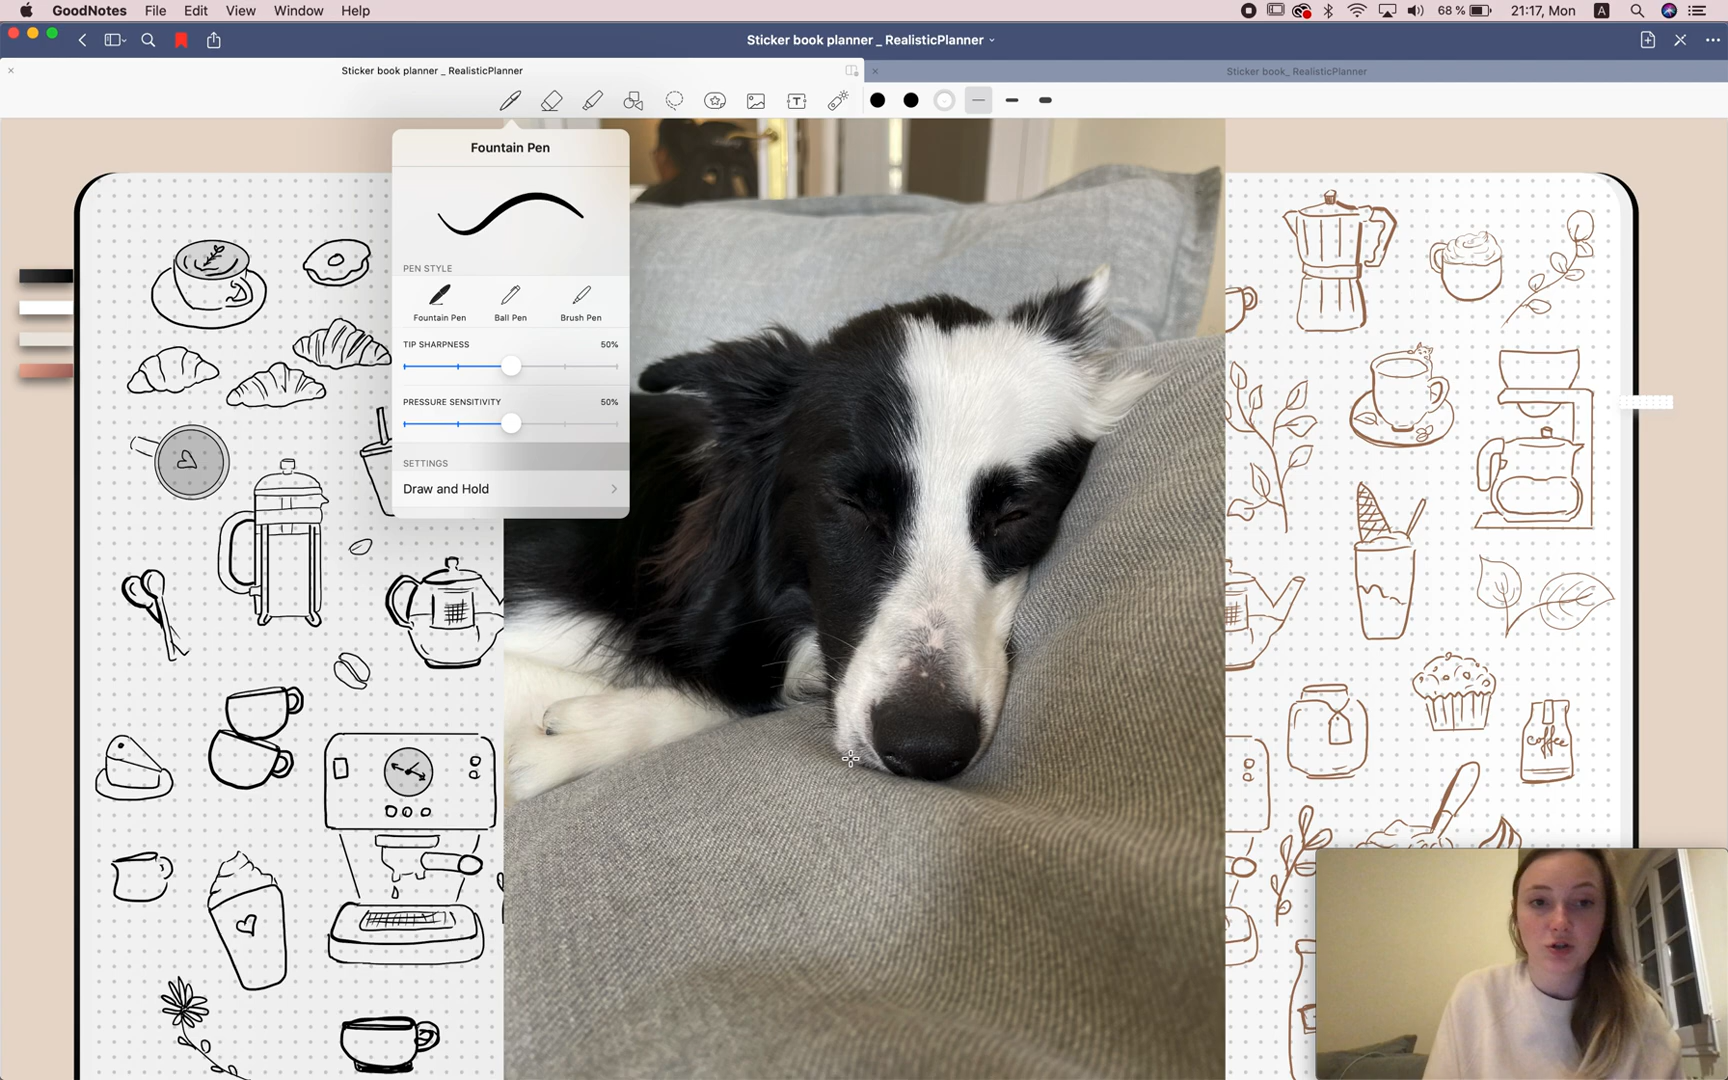 GoodNotes File Edit View Window Help
68 % 21:17, Mon A
Sticker book planner _ RealisticPlanner
Sticker book planner _ RealisticPlanner
Sticker book_ RealisticPlanner
T
Fountain Pen
PEN STYLE
Fountain Pen Ball Pen Brush Pen
TIP SHARPNESS 50%
PRESSURE SENSITIVITY 50%
SETTINGS
Draw and Hold
coffee